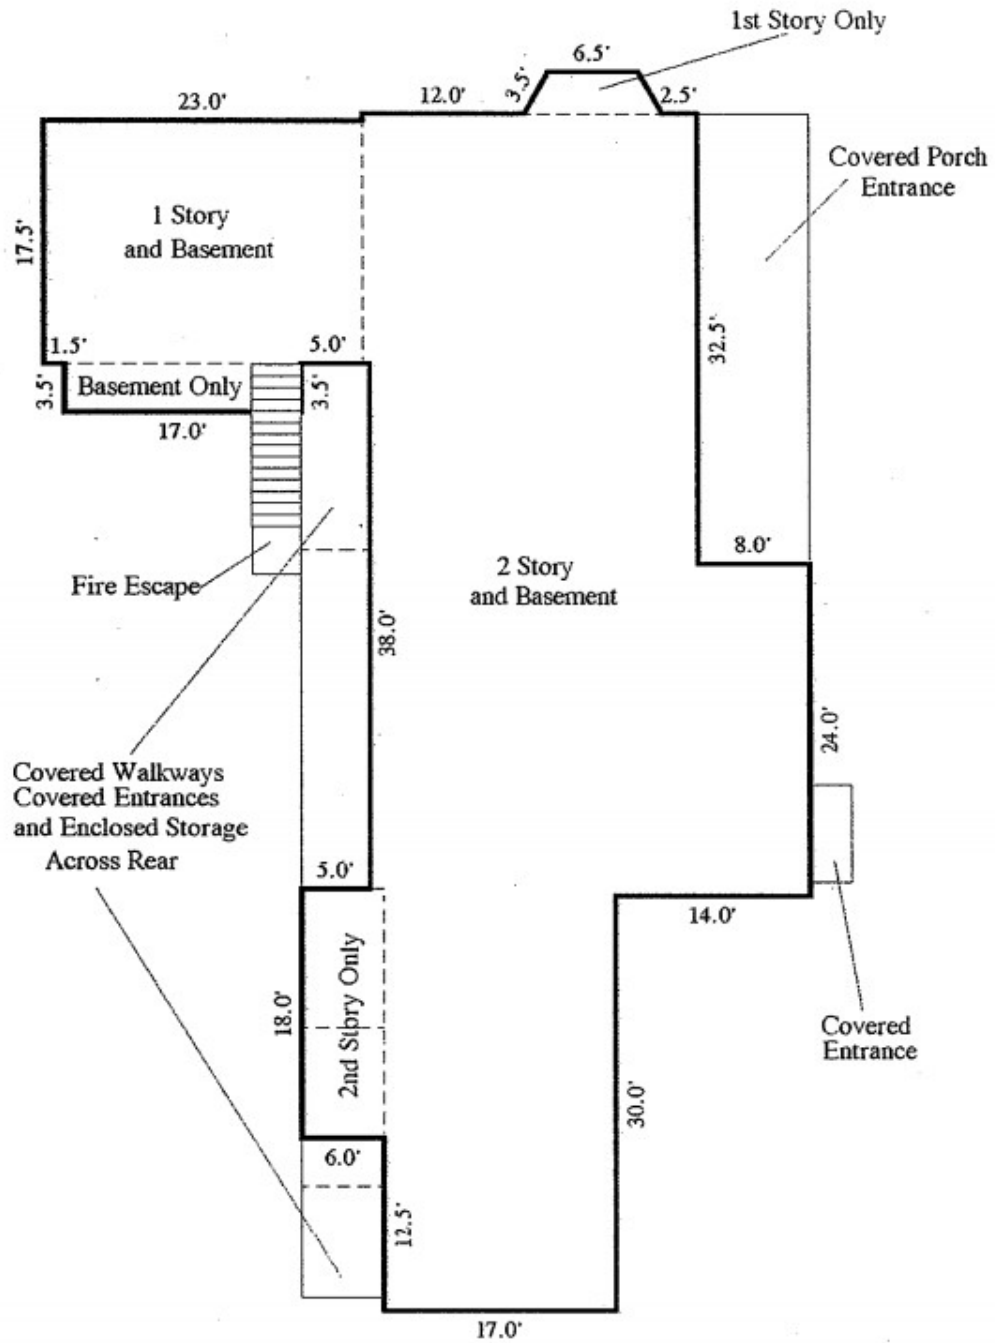 1st Story Only
6.5'
3.5'
2.5'
12.0'
23.0'
Covered Porch
Entrance
1 Story
and Basement
17.5'
32.5'
1.5'
5.0'
3.5'
Basement Only
3.5'
17.0'
8.0'
2 Story
and Basement
Fire Escape
38.0'
24.0'
Covered Walkways
Covered Entrances
and Enclosed Storage
Across Rear
5.0'
14.0'
2nd Story Only
18.0'
Covered
Entrance
30.0'
6.0'
12.5'
17.0'